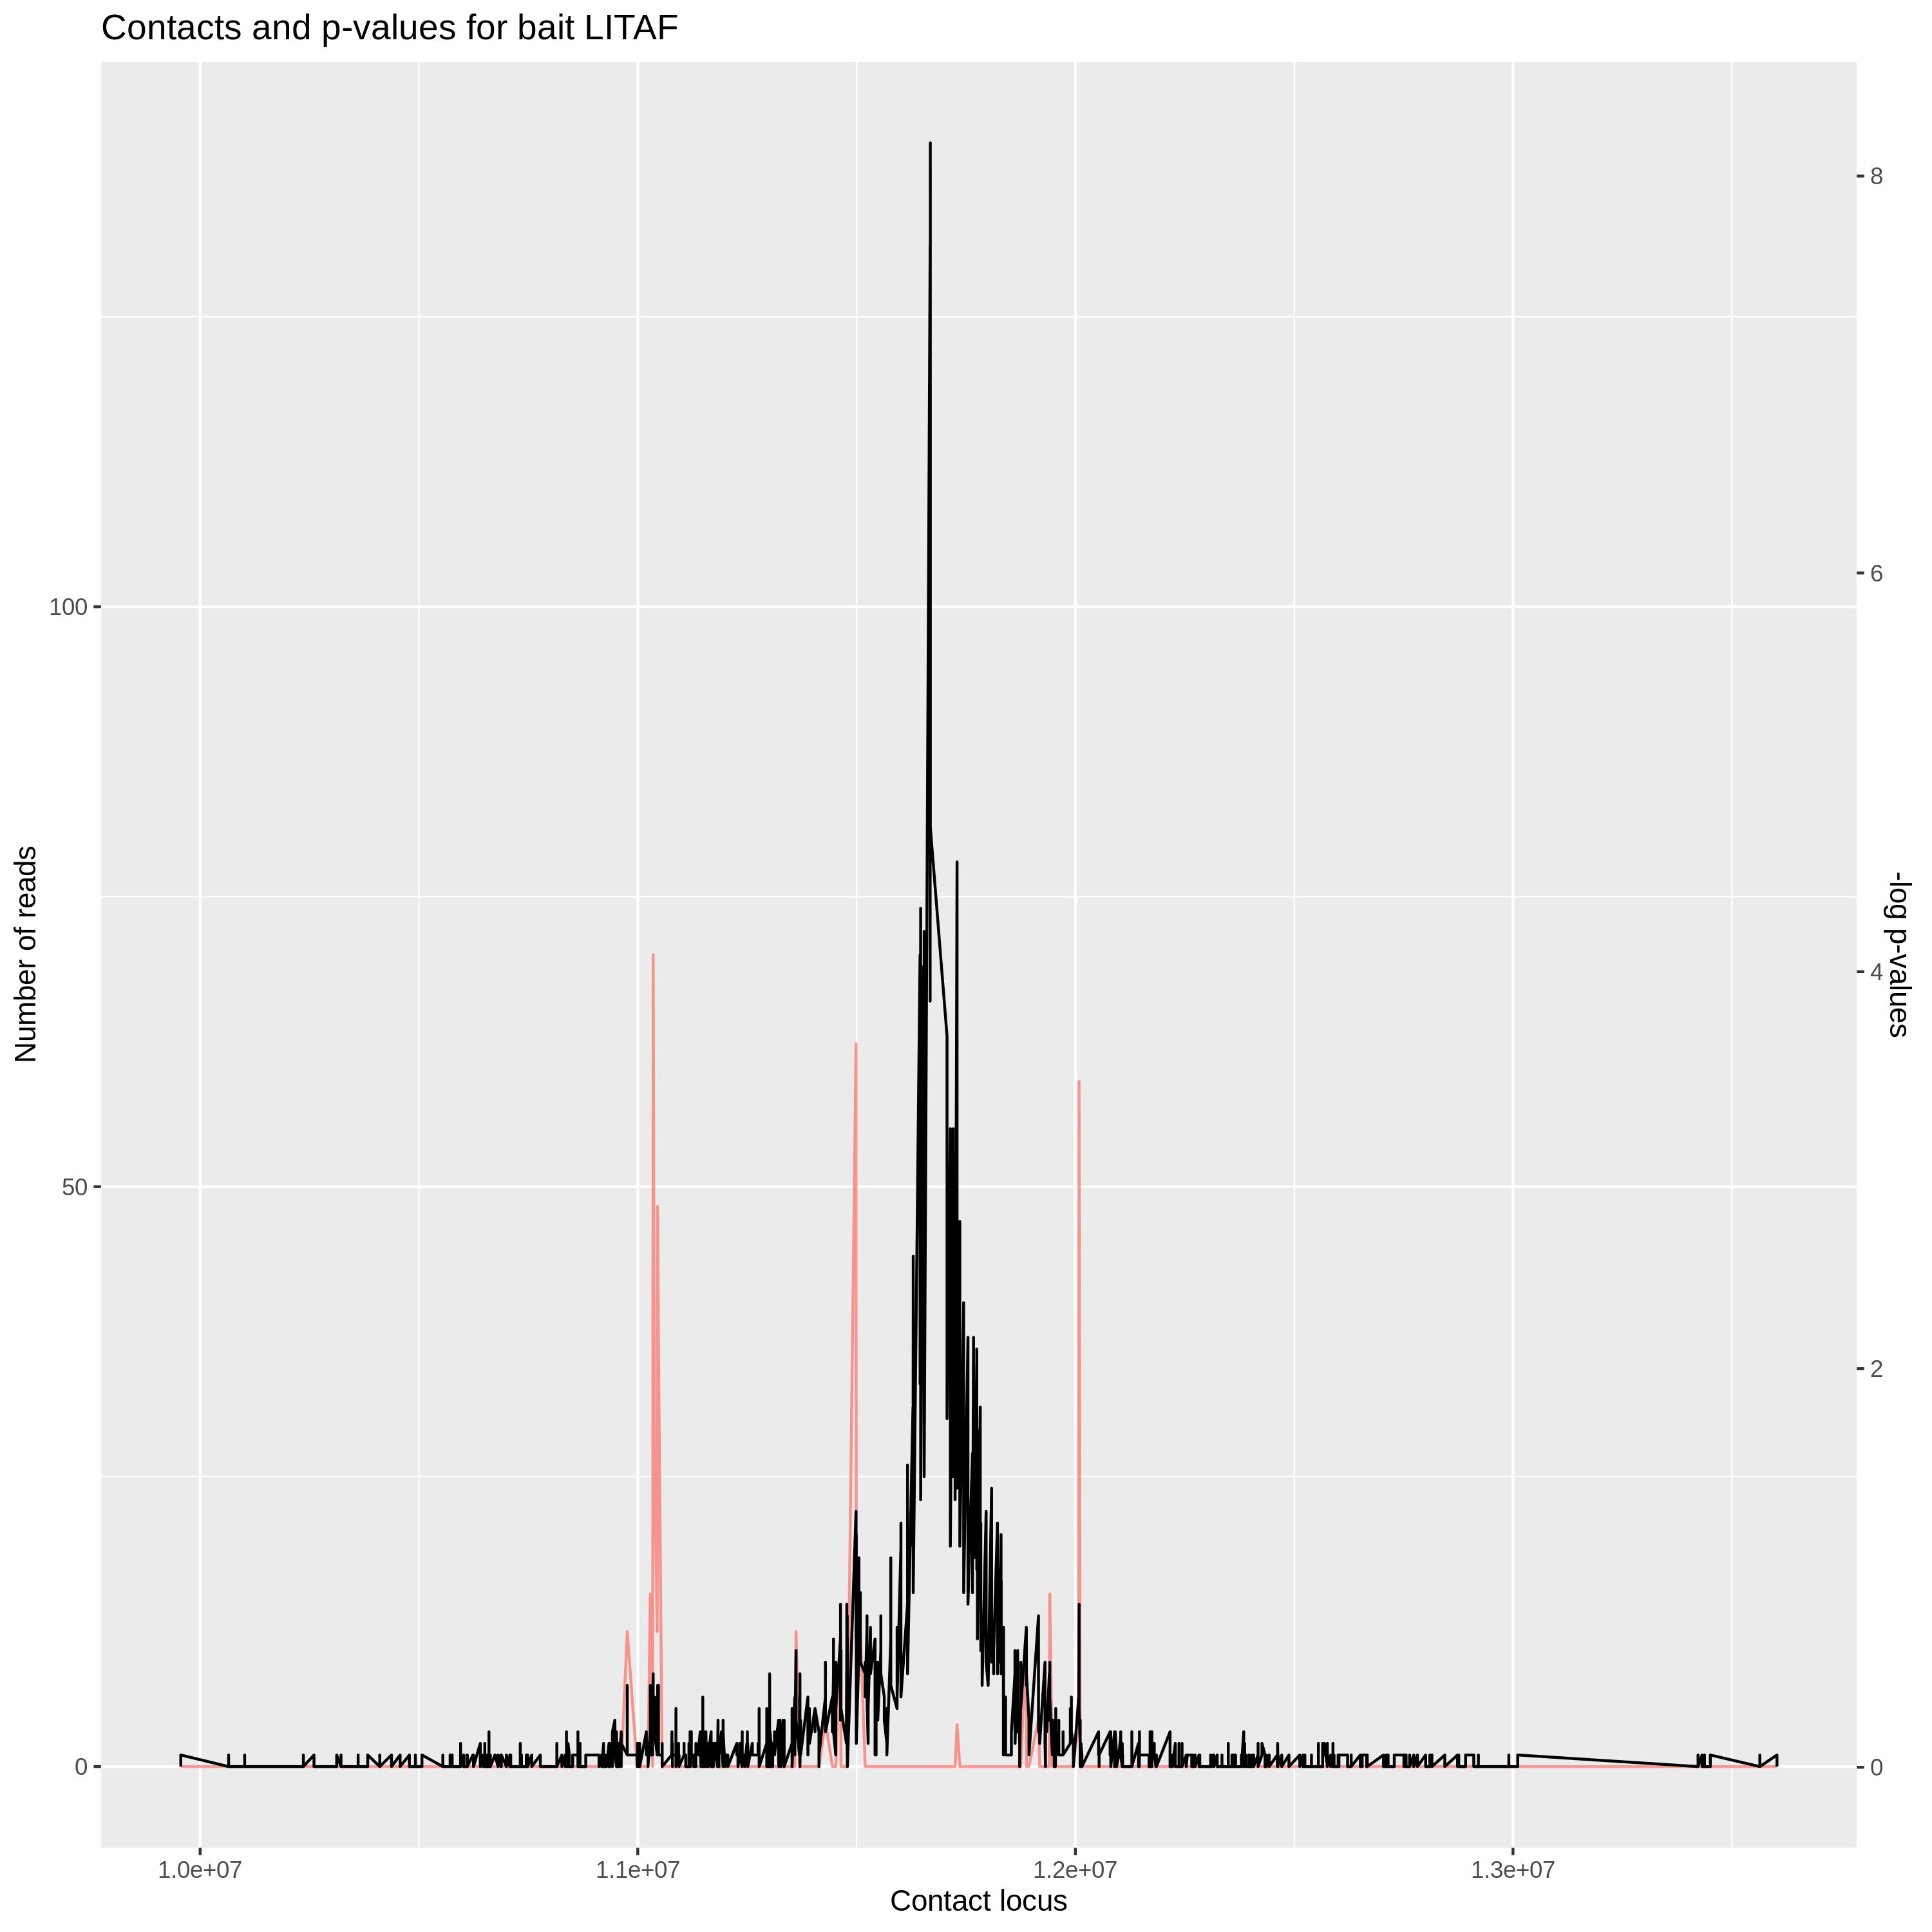 Contacts and p-values for bait LITAF
Number of reads
100
50
0
8
6
4
2
0
-log p-values
1.0e+07 1.1e+07 1.2e+07 1.3e+07
Contact locus